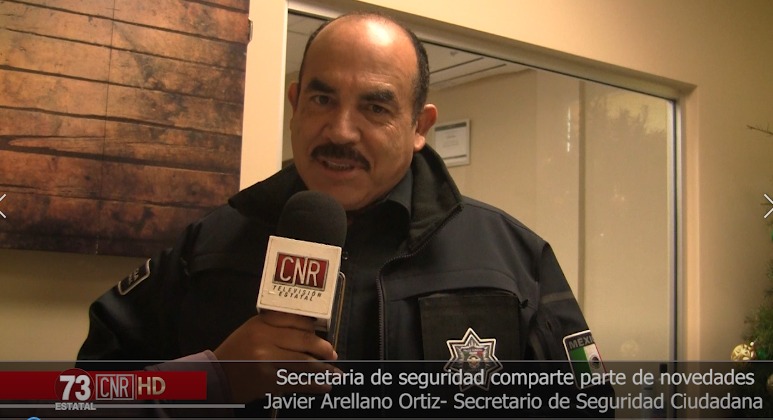 CNR
TELEVISIÓN
ESTATAL
MEXI
73 CNR HD
ESTATAL
Secretaria de seguridad comparte parte de novedades
Javier Arellano Ortiz- Secretario de Seguridad Ciudadana